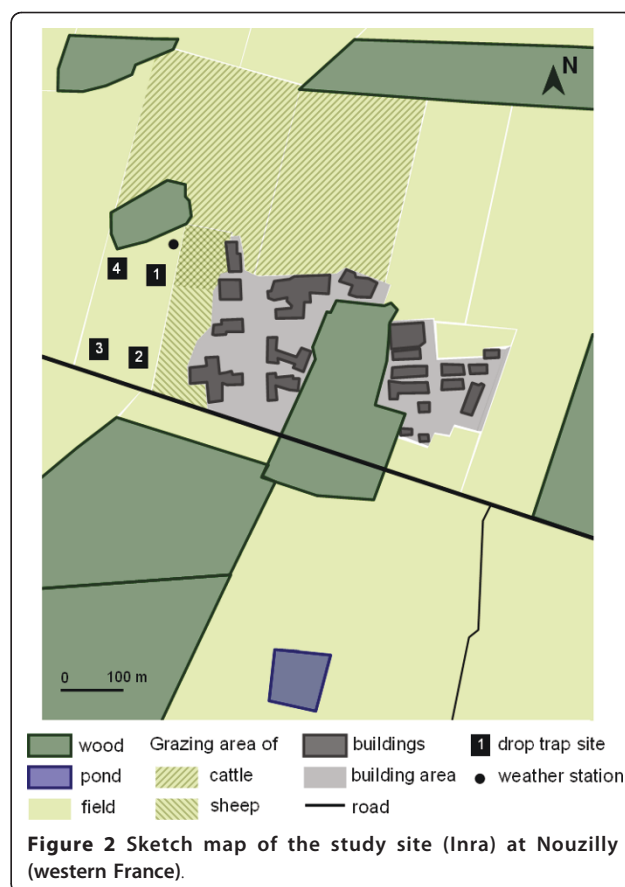 N
4
1
3
2
0 100 m
wood Grazing area of buildings 1 drop trap site
pond cattle building area weather station
field sheep road
Figure 2 Sketch map of the study site (Inra) at Nouzilly
(western France).